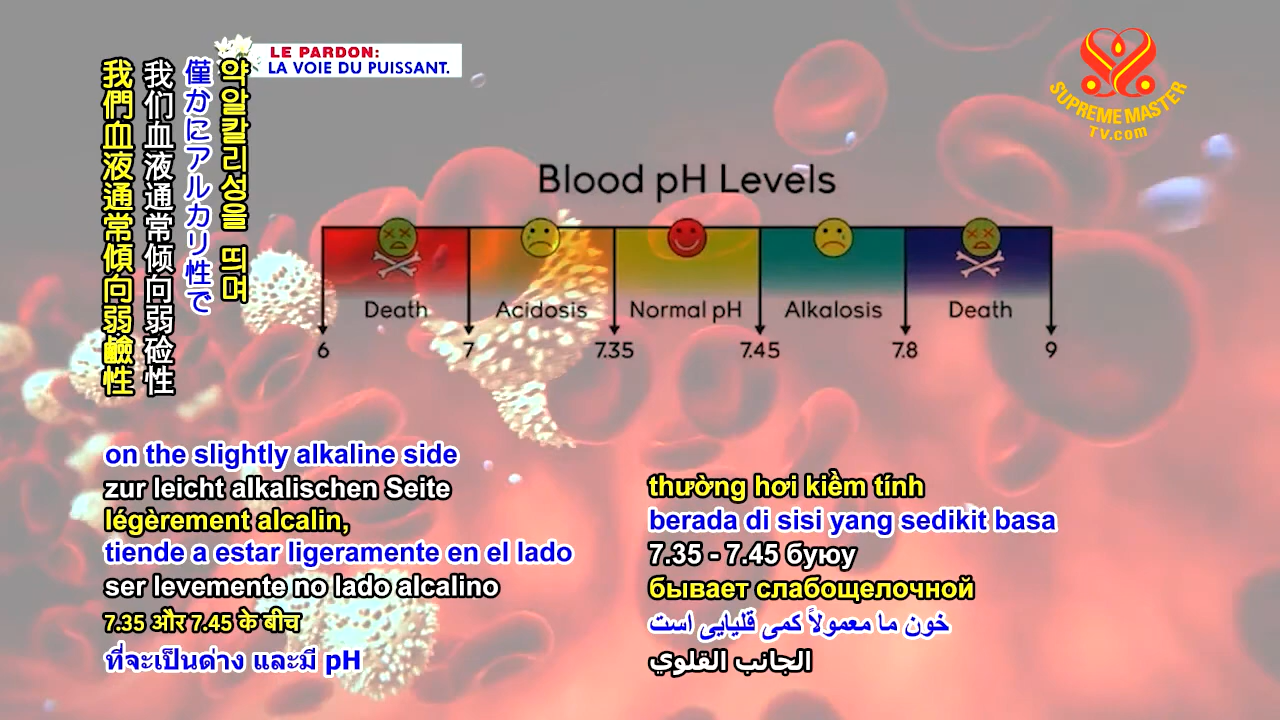 LE PARDON:
LA VOIE DU PUISSANT.
SUPREME MASTER
TV.com
我們血液通常傾向弱鹼性
我们血液通常倾向弱硷性
僅かにアルカリ性で
약알칼리성을 띠며
Blood pH Levels
Death
Acidosis
Normal pH
Alkalosis
Death
6
7
7.35
7.45
7.8
9
on the slightly alkaline side
zur leicht alkalischen Seite
légèrement alcalin,
tiende a estar ligeramente en el lado
ser levemente no lado alcalino
7.35 और 7.45 के बीच
ที่จะเป็นด่าง และมี pH
thường hơi kiềm tính
berada di sisi yang sedikit basa
7.35 - 7.45 буюу
бывает слабощелочной
خون ما معمولاً کمی قلیایی است
الجانب القلوي